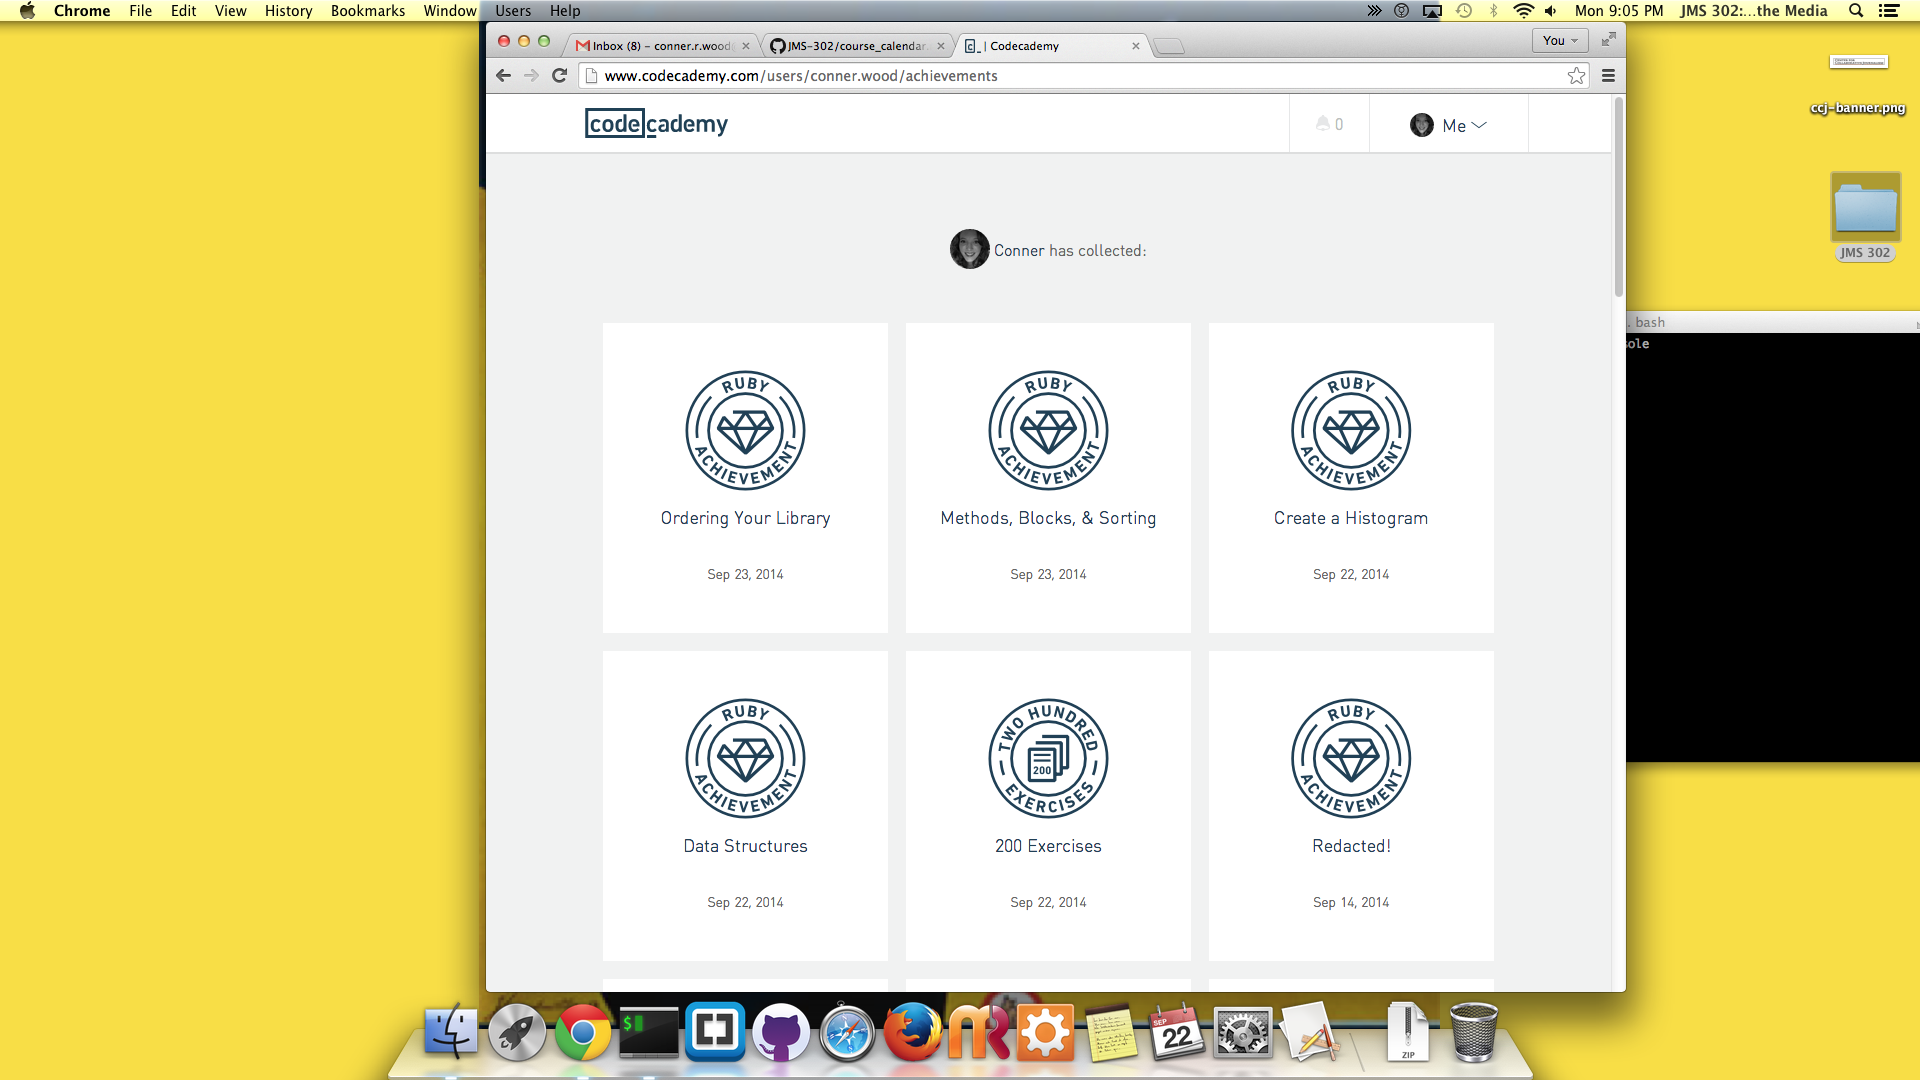 Chrome File Edit View History Bookmarks Window Users Help Mon 9:05 PM JMS 302:...the Media
Inbox (8) – conner.r.wood JMS-302/course_calendar. c_ | Codecademy You
www.codecademy.com/users/conner.wood/achievements
ccj-banner.png
codecademy 0 Me
JMS 302
Conner has collected:
. bash
sole
RUBY ACHIEVEMENT RUBY ACHIEVEMENT RUBY ACHIEVEMENT
Ordering Your Library Methods, Blocks, & Sorting Create a Histogram
Sep 23, 2014 Sep 23, 2014 Sep 22, 2014
RUBY ACHIEVEMENT TWO HUNDRED 200 EXERCISES RUBY ACHIEVEMENT
Data Structures 200 Exercises Redacted!
Sep 22, 2014 Sep 22, 2014 Sep 14, 2014
$ SEP 22 ZIP